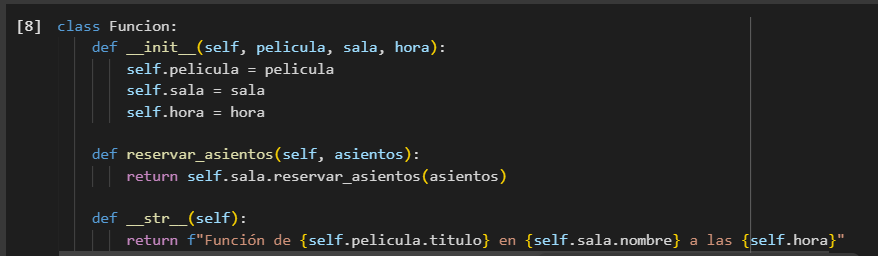 [8] class Funcion:
def __init__(self, pelicula, sala, hora):
self.pelicula = pelicula
self.sala = sala
self.hora = hora
def reservar_asientos(self, asientos):
return self.sala.reservar_asientos(asientos)
def __str__(self):
return f"Función de {self.pelicula.titulo} en {self.sala.nombre} a las {self.hora}"